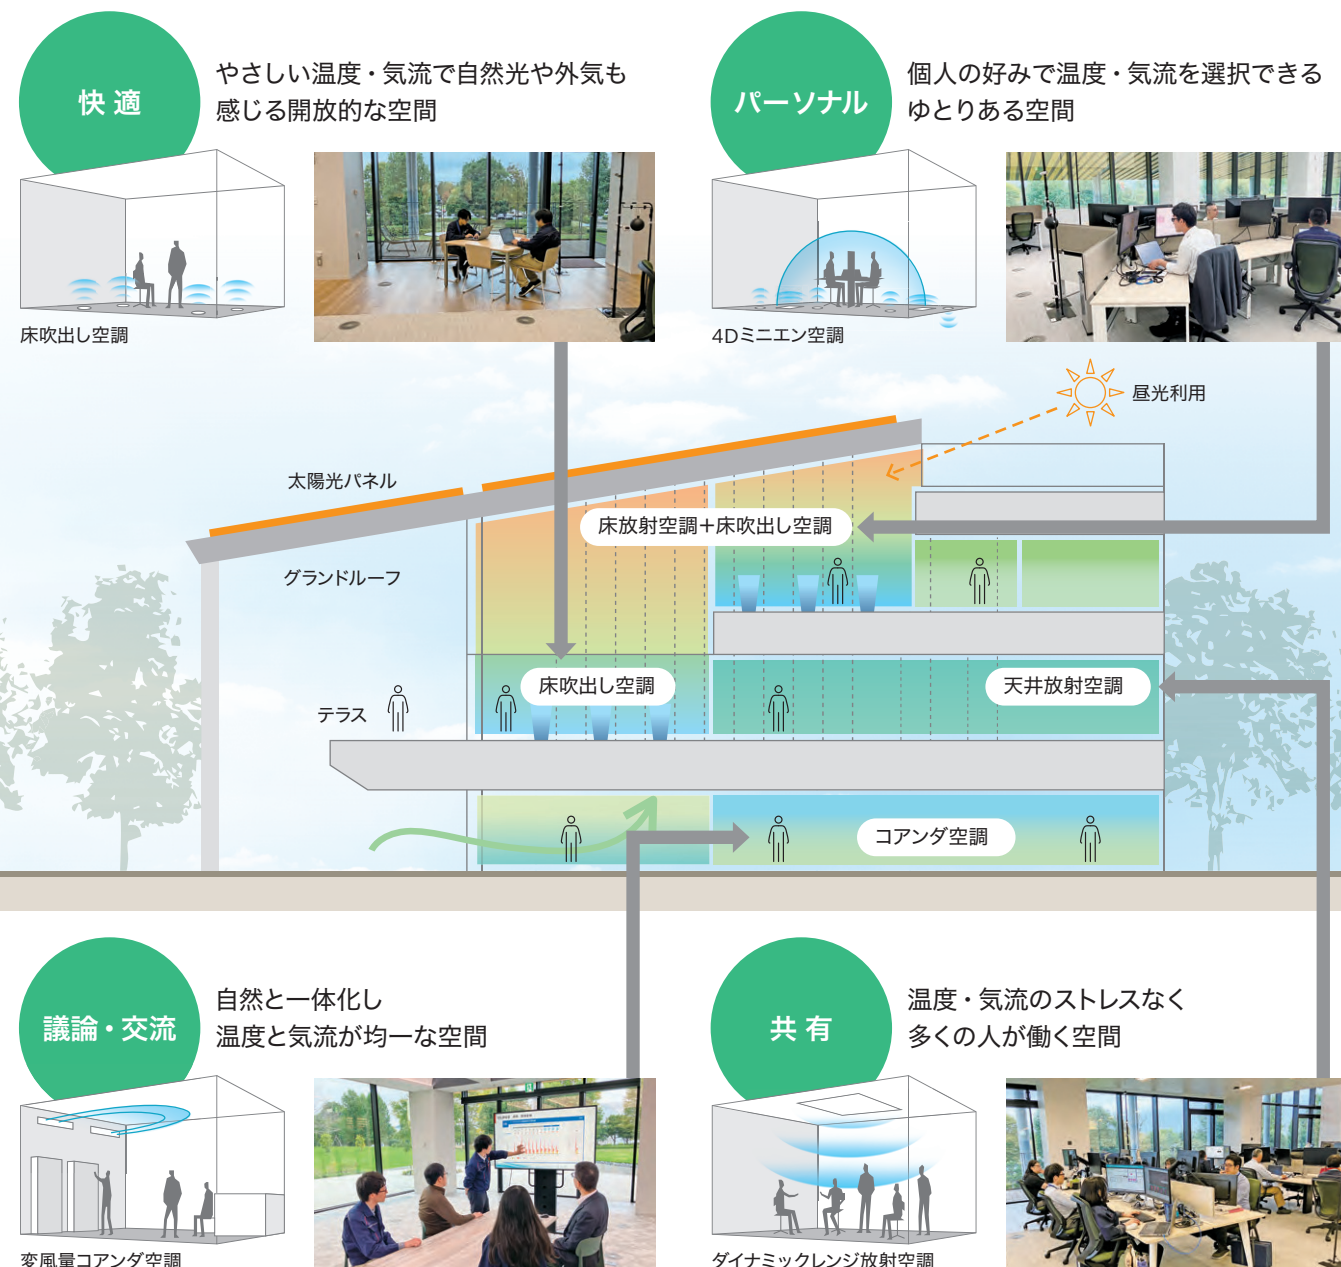 快適
やさしい温度・気流で自然光や外気も
感じる開放的な空間
床吹出し空調
パーソナル
個人の好みで温度・気流を選択できる
ゆとりある空間
4Dミニエン空調
昼光利用
太陽光パネル
床放射空調+床吹出し空調
グランドルーフ
床吹出し空調
天井放射空調
テラス
コアンダ空調
議論・交流
自然と一体化し
温度と気流が均一な空間
変風量コアンダ空調
共有
温度・気流のストレスなく
多くの人が働く空間
ダイナミックレンジ放射空調